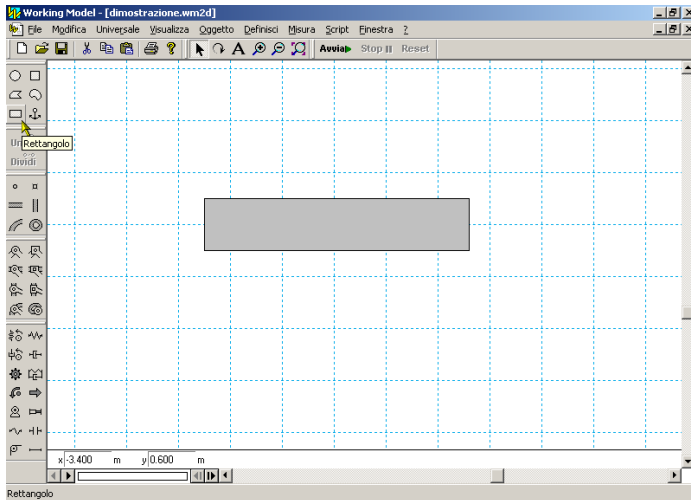 Working Model - [dimostrazione.wm2d]
File Modifica Universale Visualizza Oggetto Definisci Misura Script Finestra ?
A Avvia Stop Reset
Rettangolo
Dividi
x -3.400 m y 0.600 m
Rettangolo